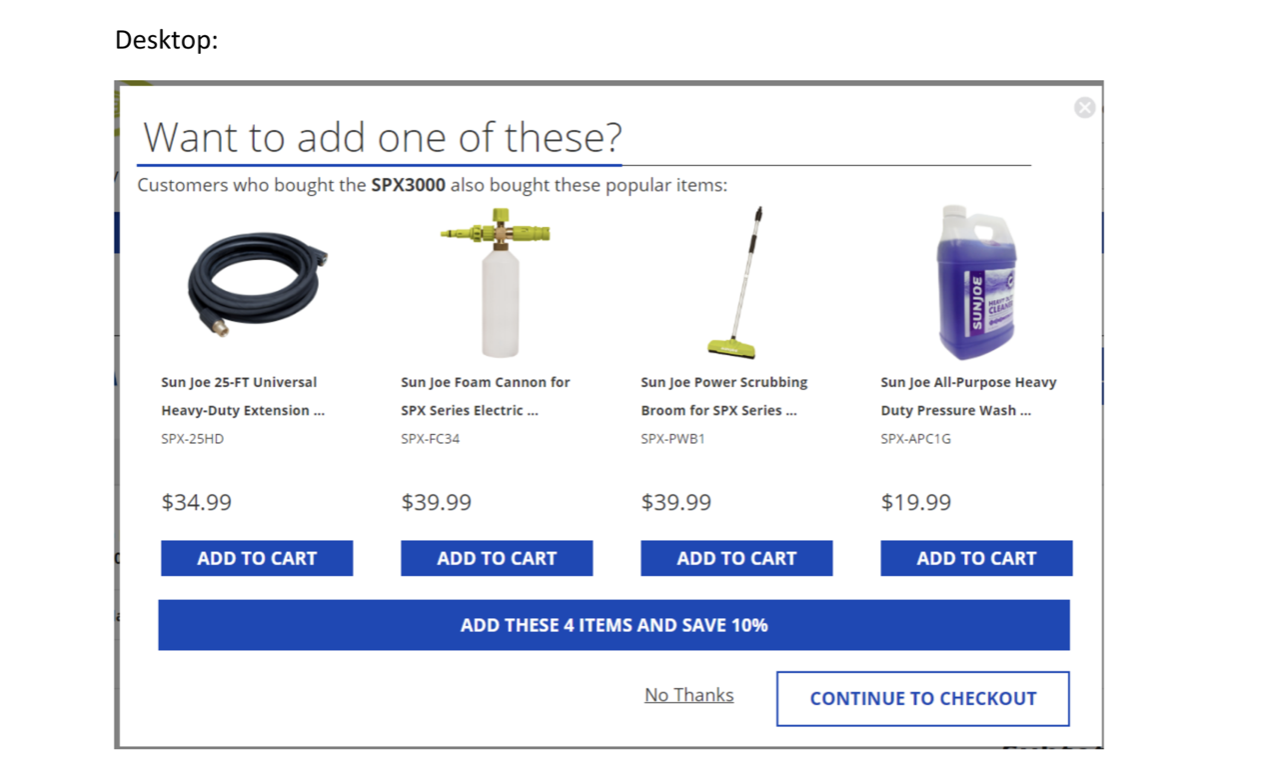 Desktop:
Want to add one of these?
Customers who bought the SPX3000 also bought these popular items:
SUNJOE
Sun Joe 25-FT Universal
Heavy-Duty Extension ...
SPX-25HD
$34.99
ADD TO CART
Sun Joe Foam Cannon for
SPX Series Electric ...
SPX-FC34
$39.99
ADD TO CART
Sun Joe Power Scrubbing
Broom for SPX Series ...
SPX-PWB1
$39.99
ADD TO CART
Sun Joe All-Purpose Heavy
Duty Pressure Wash ...
SPX-APC1G
$19.99
ADD TO CART
ADD THESE 4 ITEMS AND SAVE 10%
No Thanks
CONTINUE TO CHECKOUT